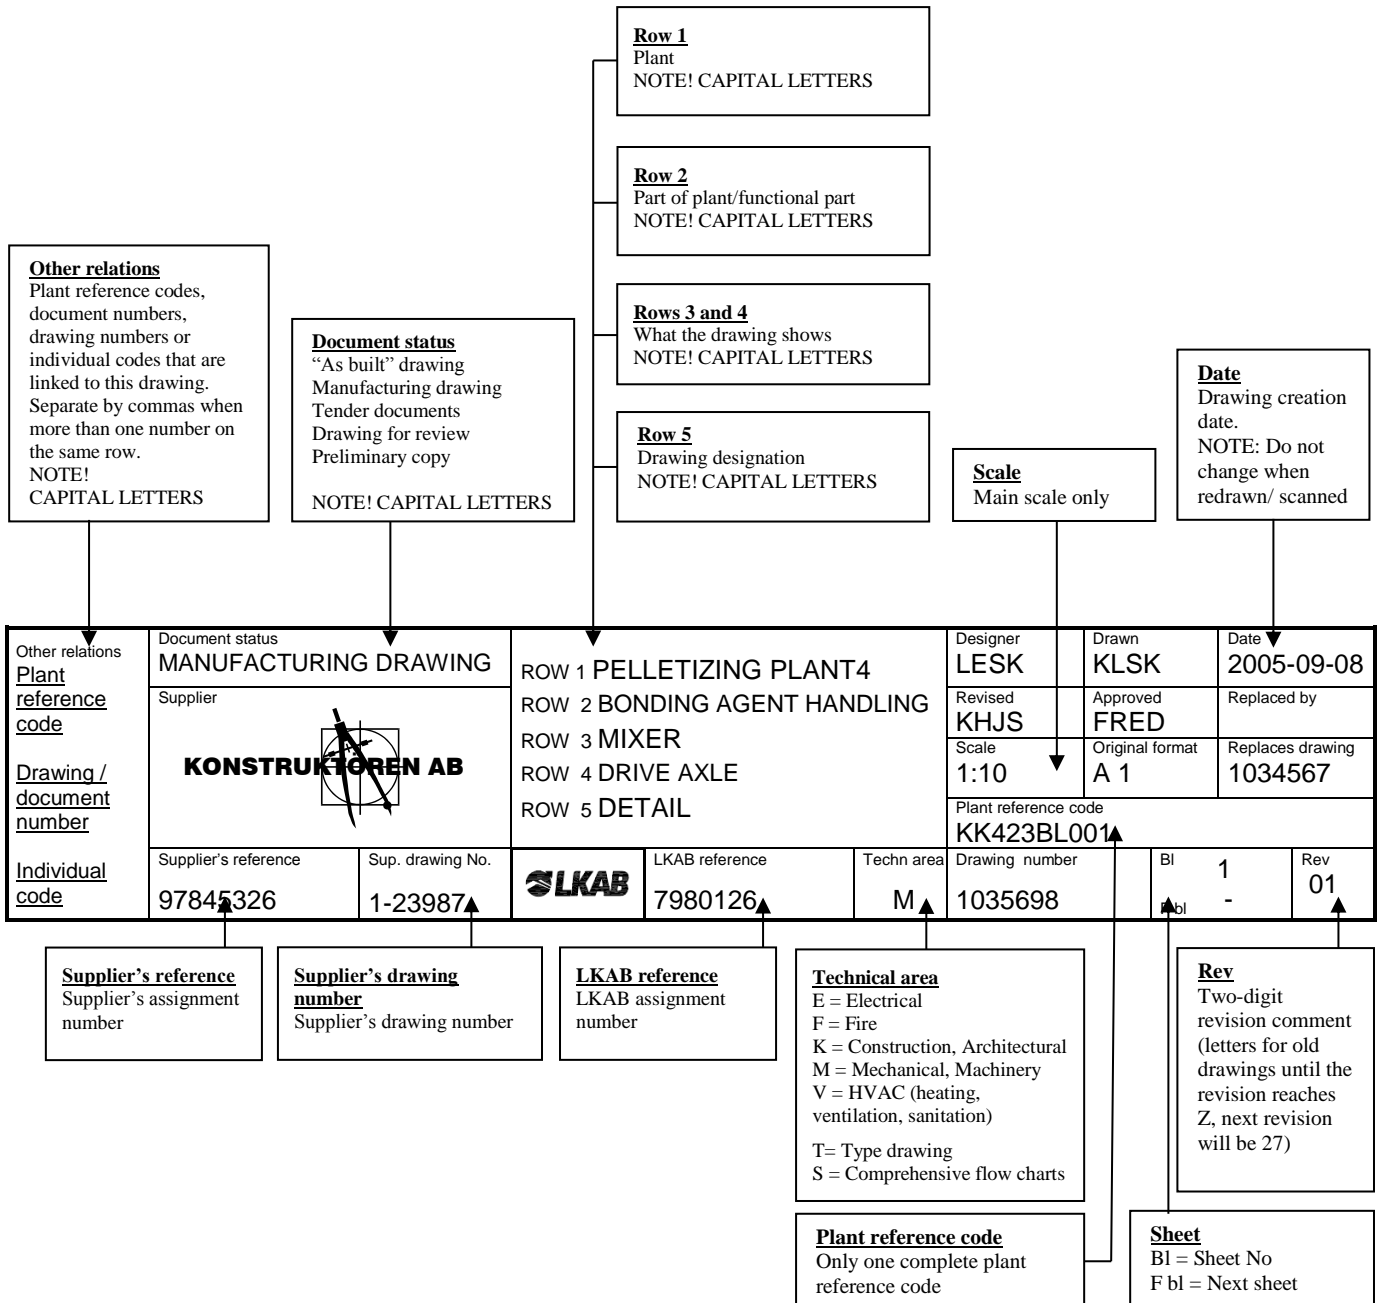 Row 1
Plant
NOTE! CAPITAL LETTERS
Row 2
Part of plant/functional part
NOTE! CAPITAL LETTERS
Other relations
Plant reference codes,
document numbers,
drawing numbers or
individual codes that are
linked to this drawing.
Separate by commas when
more than one number on
the same row.
NOTE!
CAPITAL LETTERS
Document status
“As built” drawing
Manufacturing drawing
Tender documents
Drawing for review
Preliminary copy
NOTE! CAPITAL LETTERS
Rows 3 and 4
What the drawing shows
NOTE! CAPITAL LETTERS
Row 5
Drawing designation
NOTE! CAPITAL LETTERS
Scale
Main scale only
Date
Drawing creation
date.
NOTE: Do not
change when
redrawn/ scanned
Other relations
Plant
reference
code
Drawing /
document
number
Individual
code
Document status
MANUFACTURING DRAWING
Supplier
KONSTRUKTÖREN AB
Supplier's reference
97845326
Sup. drawing No.
1-23987
ROW 1 PELLETIZING PLANT4
ROW 2 BONDING AGENT HANDLING
ROW 3 MIXER
ROW 4 DRIVE AXLE
ROW 5 DETAIL
LKAB
LKAB reference
7980126
Techn area
M
Designer
LESK
Drawn
KLSK
Date
2005-09-08
Revised
KHJS
Approved
FRED
Replaced by
Scale
1:10
Original format
A 1
Replaces drawing
1034567
Plant reference code
KK423BL001
Drawing number
1035698
Bl
1
F bl
-
Rev
01
Supplier's reference
Supplier's assignment
number
Supplier's drawing
number
Supplier's drawing number
LKAB reference
LKAB assignment
number
Technical area
E = Electrical
F = Fire
K = Construction, Architectural
M = Mechanical, Machinery
V = HVAC (heating,
ventilation, sanitation)
T= Type drawing
S = Comprehensive flow charts
Rev
Two-digit
revision comment
(letters for old
drawings until the
revision reaches
Z, next revision
will be 27)
Plant reference code
Only one complete plant
reference code
Sheet
Bl = Sheet No
F bl = Next sheet